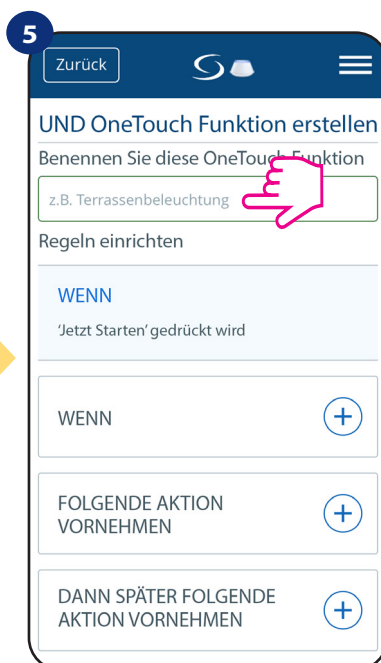 5
Zurück
UND OneTouch Funktion erstellen
Benennen Sie diese OneTouch Funktion
z.B. Terrassenbeleuchtung
Regeln einrichten
WENN
‘Jetzt Starten’ gedrückt wird
WENN
FOLGENDE AKTION
VORNEHMEN
DANN SPÄTER FOLGENDE
AKTION VORNEHMEN